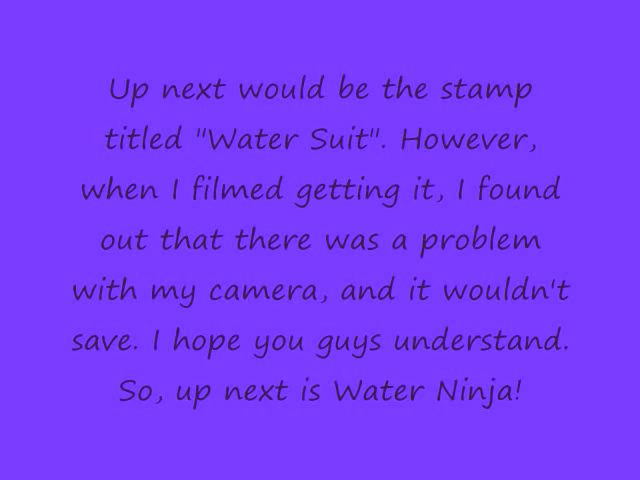 Up next would be the stamp
titled "Water Suit". However,
when I filmed getting it, I found
out that there was a problem
with my camera, and it wouldn't
save. I hope you guys understand.
So, up next is Water Ninja!